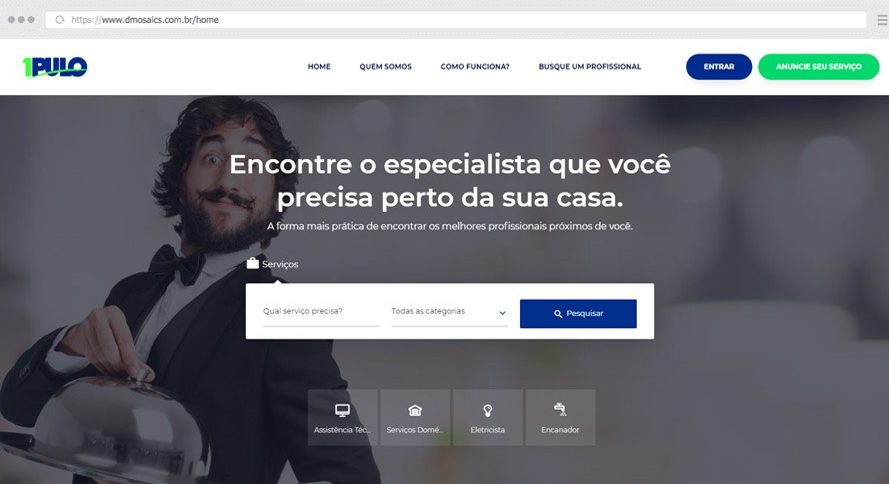 https://www.dmosaics.com.br/home
1PULO
HOME
QUEM SOMOS
COMO FUNCIONA?
BUSQUE UM PROFISSIONAL
ENTRAR
ANUNCIE SEU SERVIÇO
Encontre o especialista que você
precisa perto da sua casa.
A forma mais prática de encontrar os melhores profissionais próximos de você.
Serviços
Qual serviço precisa?
Todas as categorias
Pesquisar
Assistência Téc...
Serviços Domé...
Eletricista
Encanador